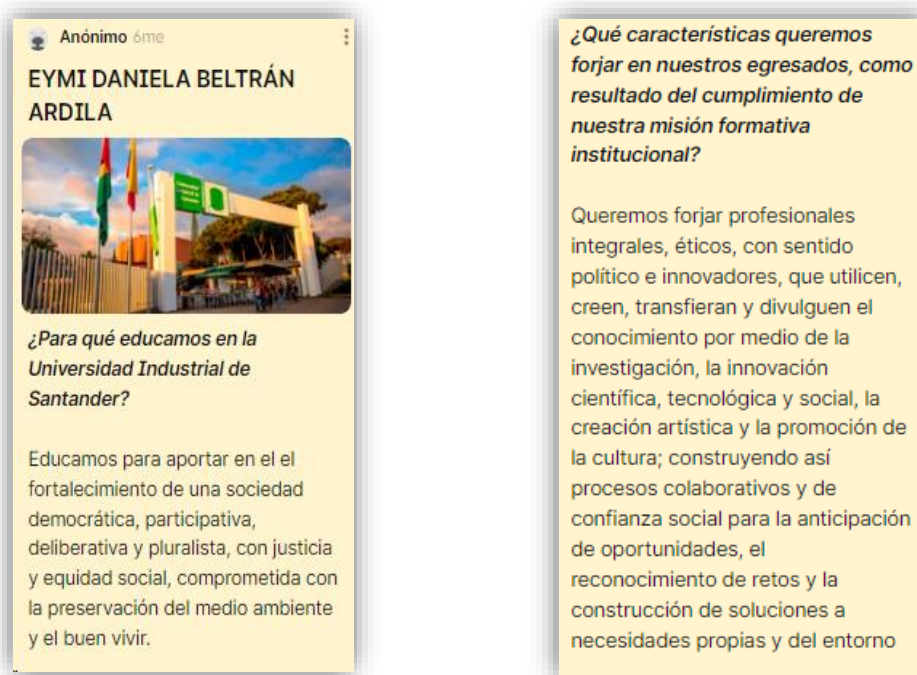 Anónimo 6me
EYMI DANIELA BELTRÁN
ARDILA
¿Para qué educamos en la
Universidad Industrial de
Santander?
Educamos para aportar en el el
fortalecimiento de una sociedad
democrática, participativa,
deliberativa y pluralista, con justicia
y equidad social, comprometida con
la preservación del medio ambiente
y el buen vivir.
¿Qué características queremos
forjar en nuestros egresados, como
resultado del cumplimiento de
nuestra misión formativa
institucional?
Queremos forjar profesionales
integrales, éticos, con sentido
político e innovadores, que utilicen,
creen, transfieran y divulguen el
conocimiento por medio de la
investigación, la innovación
científica, tecnológica y social, la
creación artística y la promoción de
la cultura; construyendo así
procesos colaborativos y de
confianza social para la anticipación
de oportunidades, el
reconocimiento de retos y la
construcción de soluciones a
necesidades propias y del entorno